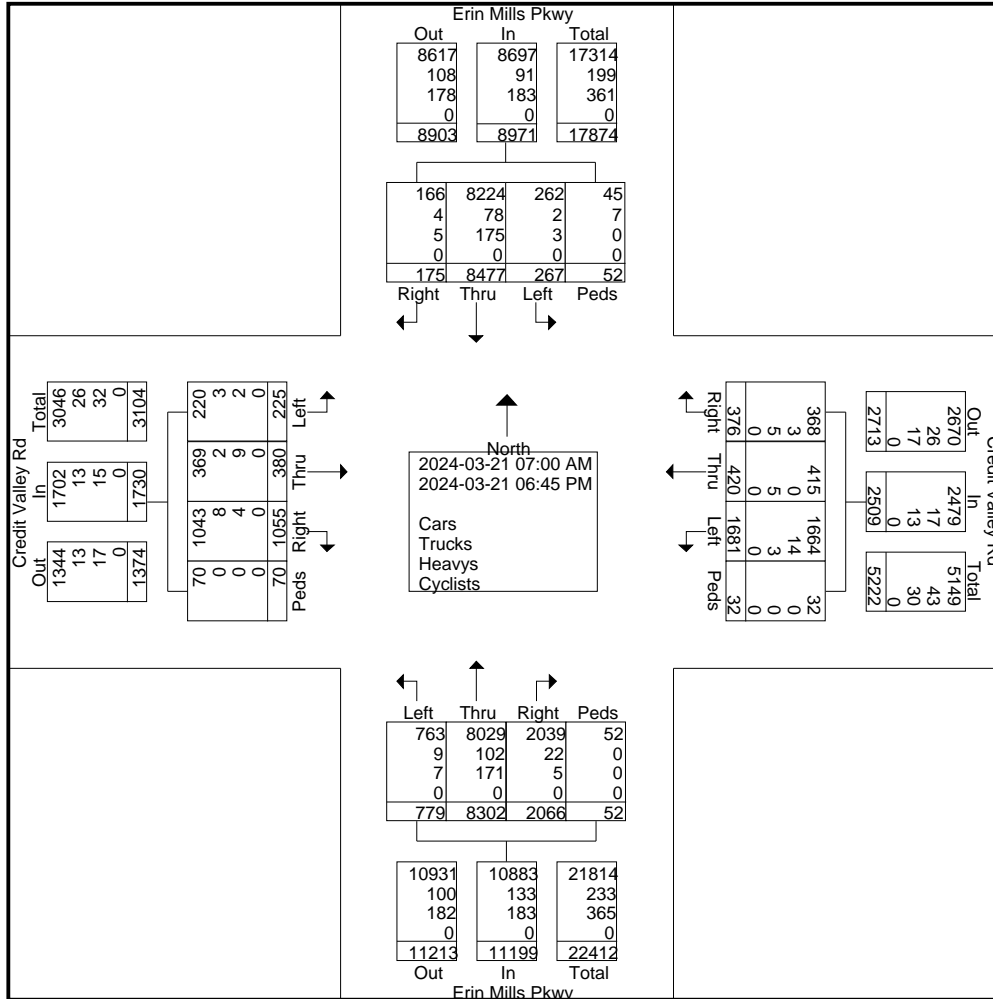 Erin Mills Pkwy
Out In Total
8617 8697 17314
108 91 199
178 183 361
0 0 0
8903 8971 17874
166 8224 262 45
4 78 2 7
5 175 3 0
0 0 0 0
175 8477 267 52
Right Thru Left Peds
Credit Valley Rd
Total
3046
26
32
0
3104
In
1702
13
15
0
1730
Out
1344
13
17
0
1374
Left
220
3
2
0
225
Thru
369
2
9
0
380
Right
1043
8
4
0
1055
Peds
70
0
0
0
70
North
2024-03-21 07:00 AM
2024-03-21 06:45 PM
Cars
Trucks
Heavys
Cyclists
Right
368
3
5
0
376
Thru
415
0
5
0
420
Left
1664
14
3
0
1681
Peds
32
0
0
0
32
Credit Valley Rd
Out
2670
26
17
0
2713
In
2479
17
13
0
2509
Total
5149
43
30
0
5222
Left Thru Right Peds
763 8029 2039 52
9 102 22 0
7 171 5 0
0 0 0 0
779 8302 2066 52
10931 10883 21814
100 133 233
182 183 365
0 0 0
11213 11199 22412
Out In Total
Erin Mills Pkwy